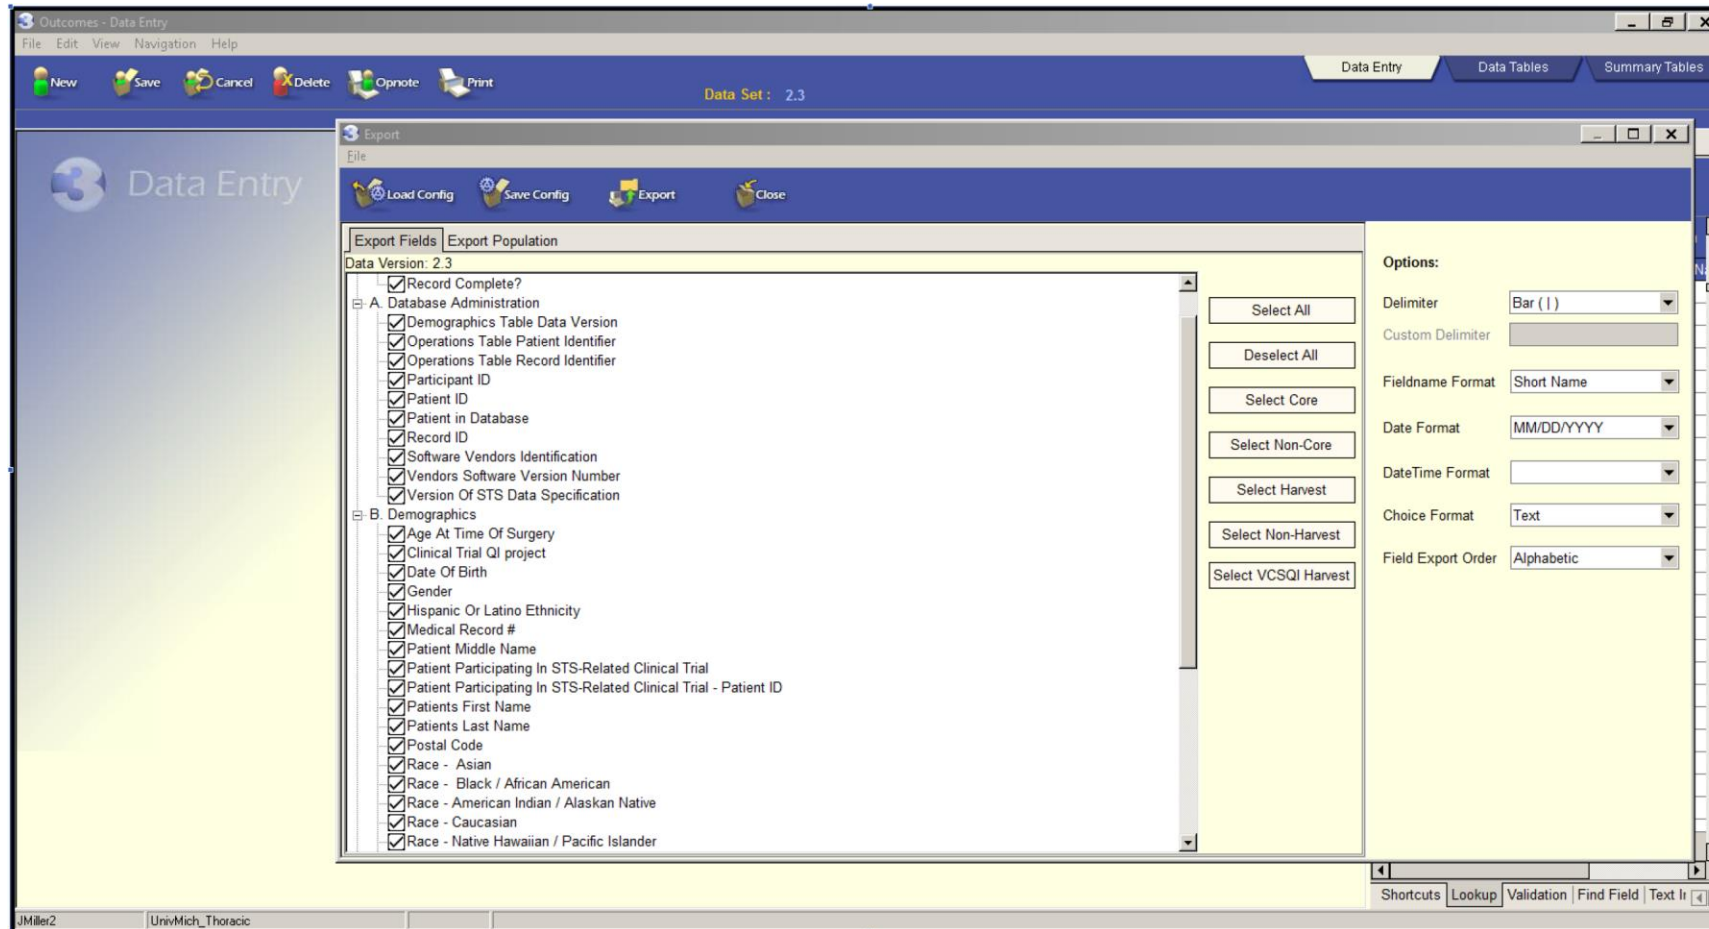 3 Outcomes - Data Entry
File Edit View Navigation Help
New Save Cancel Delete Opnote Print
Data Set : 2.3
Data Entry Data Tables Summary Tables
3 Data Entry
3 Export
File
Load Config Save Config Export Close
Export Fields Export Population
Data Version: 2.3
Record Complete?
A. Database Administration
Demographics Table Data Version
Operations Table Patient Identifier
Operations Table Record Identifier
Participant ID
Patient ID
Patient in Database
Record ID
Software Vendors Identification
Vendors Software Version Number
Version Of STS Data Specification
B. Demographics
Age At Time Of Surgery
Clinical Trial QI project
Date Of Birth
Gender
Hispanic Or Latino Ethnicity
Medical Record #
Patient Middle Name
Patient Participating In STS-Related Clinical Trial
Patient Participating In STS-Related Clinical Trial - Patient ID
Patients First Name
Patients Last Name
Postal Code
Race - Asian
Race - Black / African American
Race - American Indian / Alaskan Native
Race - Caucasian
Race - Native Hawaiian / Pacific Islander
Select All
Deselect All
Select Core
Select Non-Core
Select Harvest
Select Non-Harvest
Select VCSQI Harvest
Options:
Delimiter Bar ( | )
Custom Delimiter
Fieldname Format Short Name
Date Format MM/DD/YYYY
DateTime Format
Choice Format Text
Field Export Order Alphabetic
Shortcuts Lookup Validation Find Field Text
JMiller2 UnivMich_Thoracic